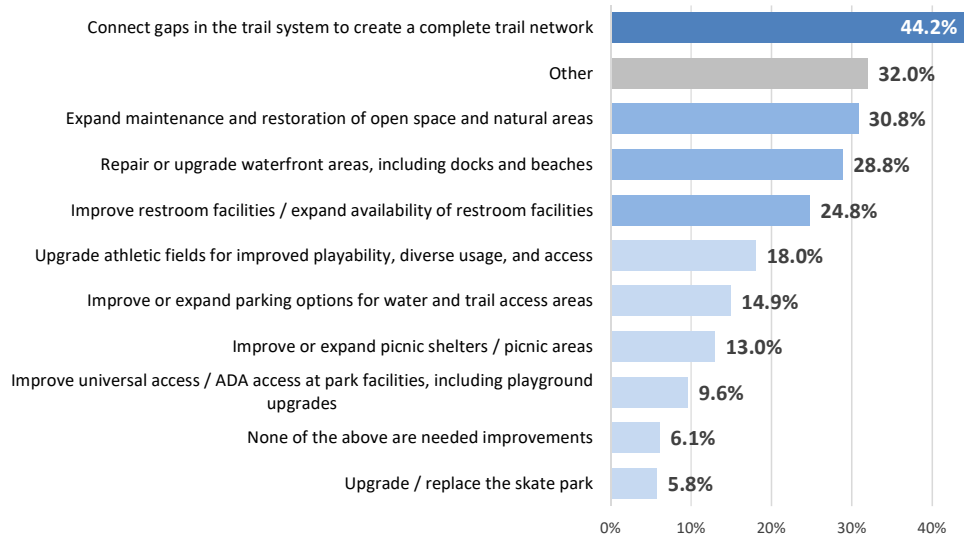 Connect gaps in the trail system to create a complete trail network 44.2%
Other 32.0%
Expand maintenance and restoration of open space and natural areas 30.8%
Repair or upgrade waterfront areas, including docks and beaches 28.8%
Improve restroom facilities / expand availability of restroom facilities 24.8%
Upgrade athletic fields for improved playability, diverse usage, and access 18.0%
Improve or expand parking options for water and trail access areas 14.9%
Improve or expand picnic shelters / picnic areas 13.0%
Improve universal access / ADA access at park facilities, including playground
upgrades 9.6%
None of the above are needed improvements 6.1%
Upgrade / replace the skate park 5.8%
0% 10% 20% 30% 40%